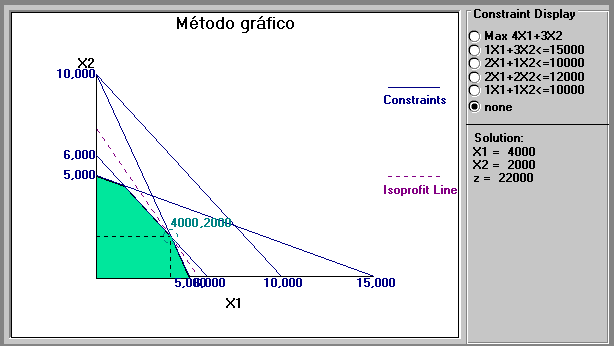 Método gráfico
X2
10,000
6,000
5,000
4000,2000
5,000
6,000
10,000
15,000
X1
Constraints
Isoprofit Line
Constraint Display
Max 4X1+3X2
1X1+3X2<=15000
2X1+1X2<=10000
2X1+2X2<=12000
1X1+1X2<=10000
none
Solution:
X1 = 4000
X2 = 2000
z = 22000